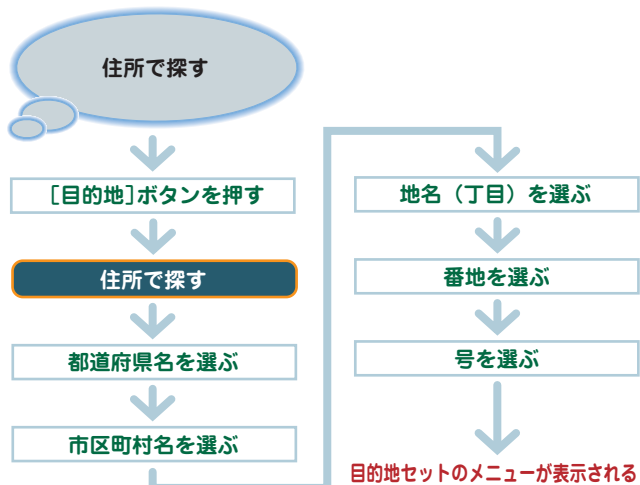 住所で探す
[目的地]ボタンを押す
住所で探す
都道府県名を選ぶ
市区町村名を選ぶ
地名（丁目）を選ぶ
番地を選ぶ
号を選ぶ
目的地セットのメニューが表示される